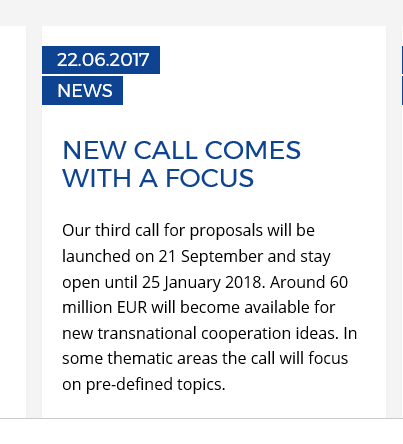 22.06.2017
NEWS
NEW CALL COMES
WITH A FOCUS
Our third call for proposals will be
launched on 21 September and stay
open until 25 January 2018. Around 60
million EUR will become available for
new transnational cooperation ideas. In
some thematic areas the call will focus
on pre-defined topics.